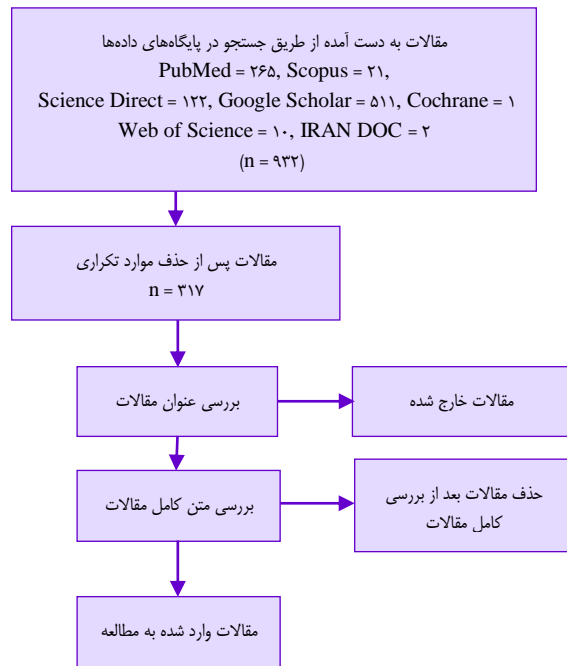 مقالات به دست آمده از طریق جستجو در پایگاه‌های داده‌ها
PubMed = ۲۶۵, Scopus = ۲۱,
Science Direct = ۱۲۲, Google Scholar = ۵۱۱, Cochrane = ۱
Web of Science = ۱۰, IRAN DOC = ۲
(n = ۹۳۲)
مقالات پس از حذف موارد تکراری
n = ۳۱۷
بررسی عنوان مقالات
مقالات خارج شده
بررسی متن کامل مقالات
حذف مقالات بعد از بررسی
کامل مقالات
مقالات وارد شده به مطالعه